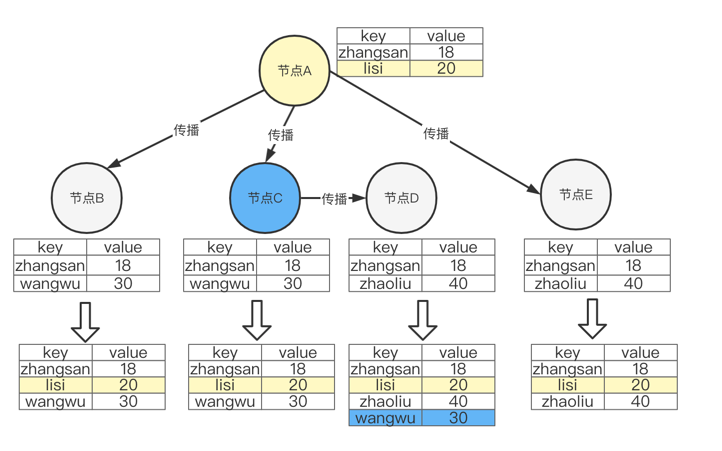 key value
zhangsan 18
lisi 20
节点A
传播
传播
传播
节点B
节点C
传播
节点D
节点E
key value
zhangsan 18
wangwu 30
key value
zhangsan 18
wangwu 30
key value
zhangsan 18
zhaoliu 40
key value
zhangsan 18
zhaoliu 40
key value
zhangsan 18
lisi 20
wangwu 30
key value
zhangsan 18
lisi 20
wangwu 30
key value
zhangsan 18
lisi 20
zhaoliu 40
wangwu 30
key value
zhangsan 18
lisi 20
zhaoliu 40